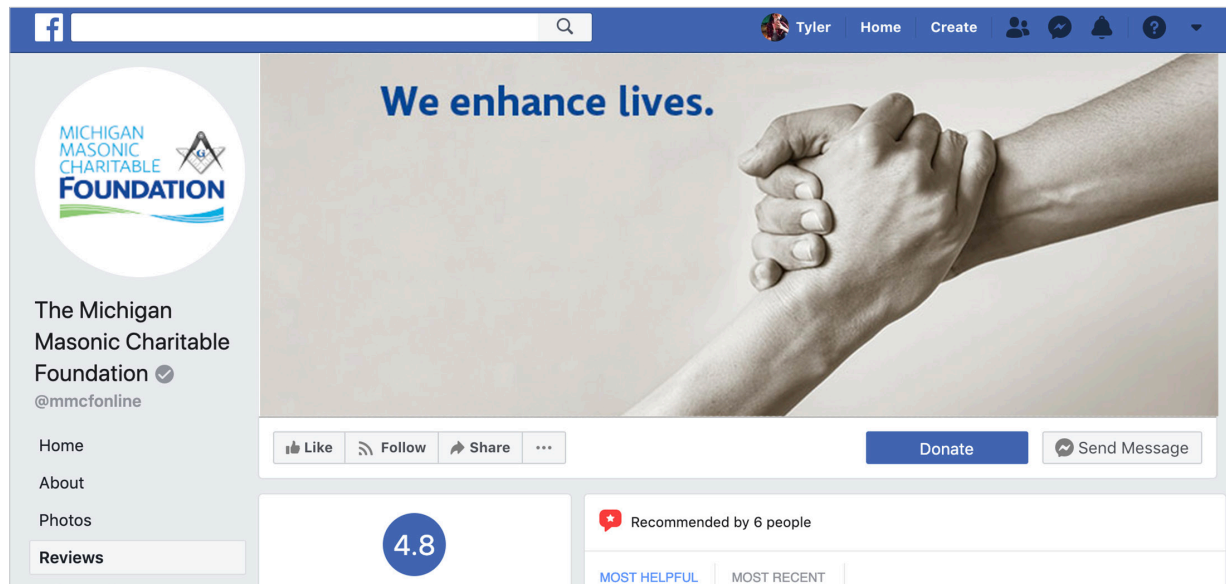 f
Tyler
Home
Create
?
MICHIGAN
MASONIC
CHARITABLE
FOUNDATION
G
We enhance lives.
The Michigan
Masonic Charitable
Foundation
@mmcfonline
Home
About
Photos
Reviews
Like
Follow
Share
...
Donate
Send Message
4.8
Recommended by 6 people
MOST HELPFUL
MOST RECENT